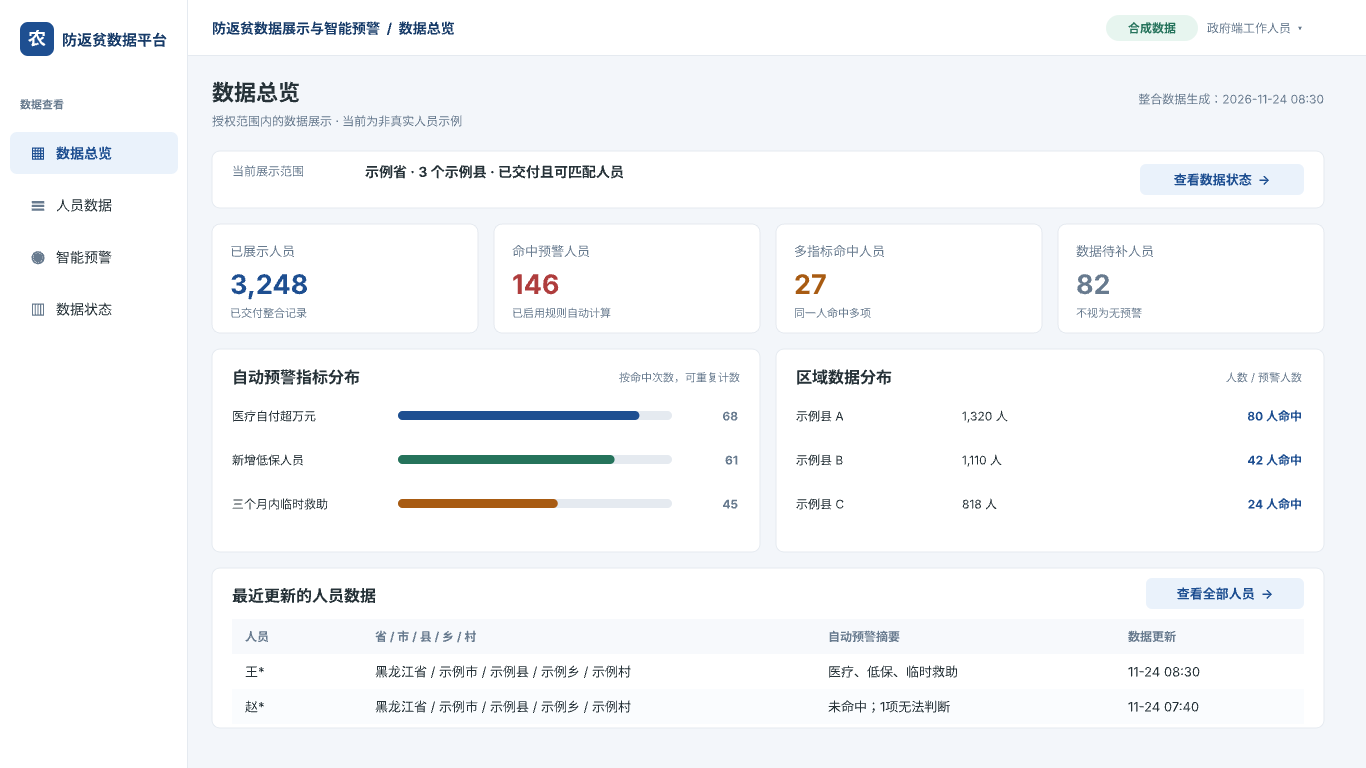 农 防返贫数据平台
防返贫数据展示与智能预警 / 数据总览
合成数据 政府端工作人员 ▾
数据查看
数据总览
人员数据
智能预警
数据状态
数据总览
授权范围内的数据展示 · 当前为非真实人员示例
整合数据生成：2026-11-24 08:30
当前展示范围 示例省 · 3 个示例县 · 已交付且可匹配人员
查看数据状态 →
已展示人员
3,248
已交付整合记录
命中预警人员
146
已启用规则自动计算
多指标命中人员
27
同一人命中多项
数据待补人员
82
不视为无预警
自动预警指标分布 按命中次数，可重复计数
医疗自付超万元 68
新增低保人员 61
三个月内临时救助 45
区域数据分布 人数 / 预警人数
示例县 A 1,320 人 80 人命中
示例县 B 1,110 人 42 人命中
示例县 C 818 人 24 人命中
最近更新的人员数据 查看全部人员 →
人员 省 / 市 / 县 / 乡 / 村 自动预警摘要 数据更新
王* 黑龙江省 / 示例市 / 示例县 / 示例乡 / 示例村 医疗、低保、临时救助 11-24 08:30
赵* 黑龙江省 / 示例市 / 示例县 / 示例乡 / 示例村 未命中；1项无法判断 11-24 07:40